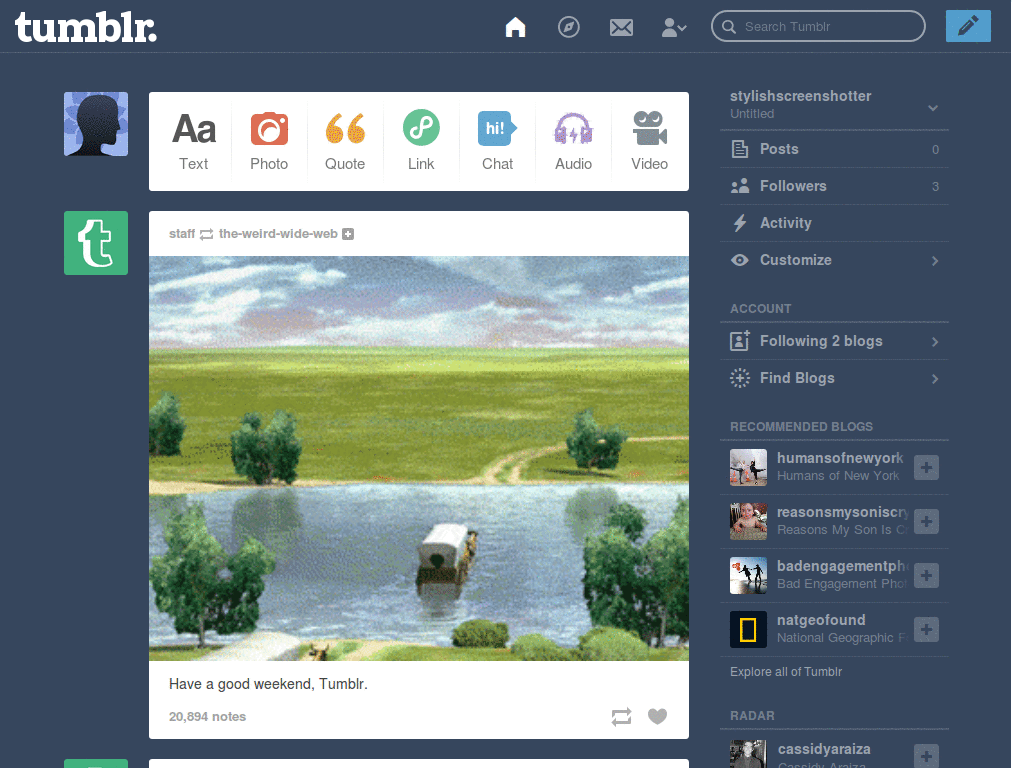 tumblr.
Search Tumblr
Aa
hi!
Text
Photo
Quote
Link
Chat
Audio
Video
t
staff the-weird-wide-web
Have a good weekend, Tumblr.
20,894 notes
stylishscreenshotter
Untitled
Posts 0
Followers 3
Activity
Customize
ACCOUNT
Following 2 blogs
Find Blogs
RECOMMENDED BLOGS
humansofnewyork
Humans of New York
reasonsmysoniscry
Reasons My Son Is C
badengagementpho
Bad Engagement Phot
natgeofound
National Geographic F
Explore all of Tumblr
RADAR
cassidyaraiza
Cassidy Araiza